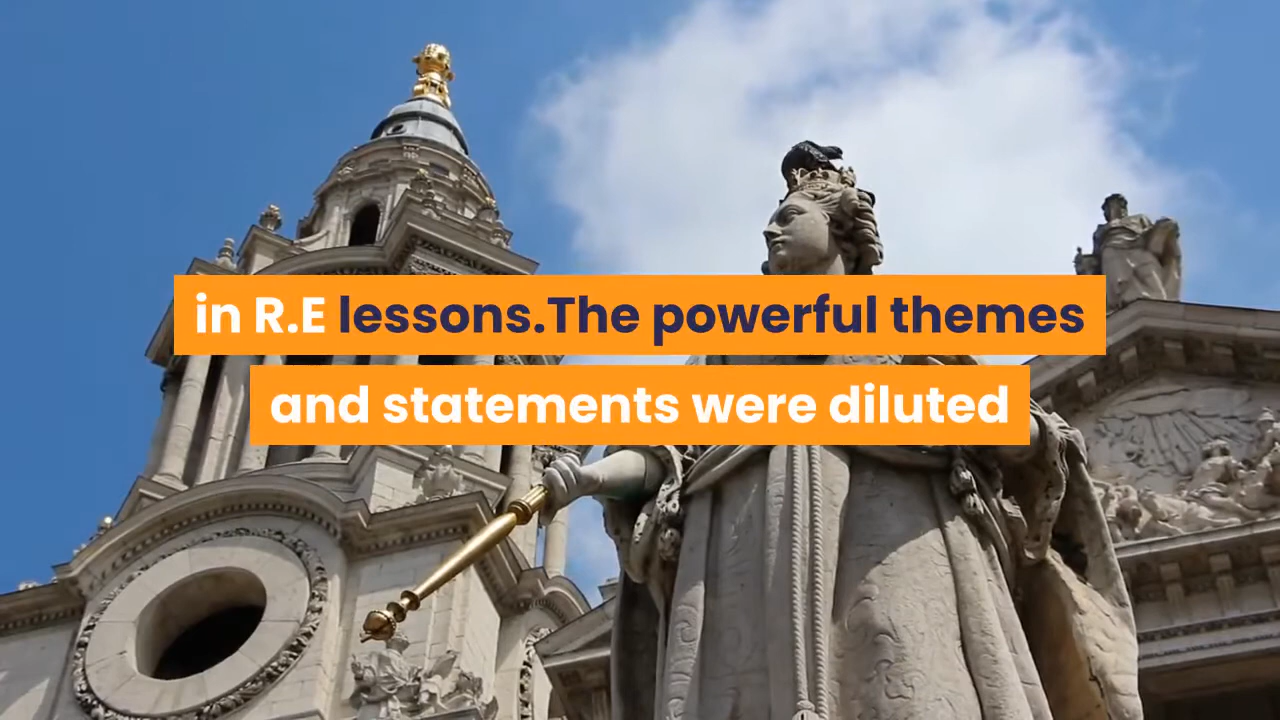 in R.E lessons.The powerful themes
and statements were diluted